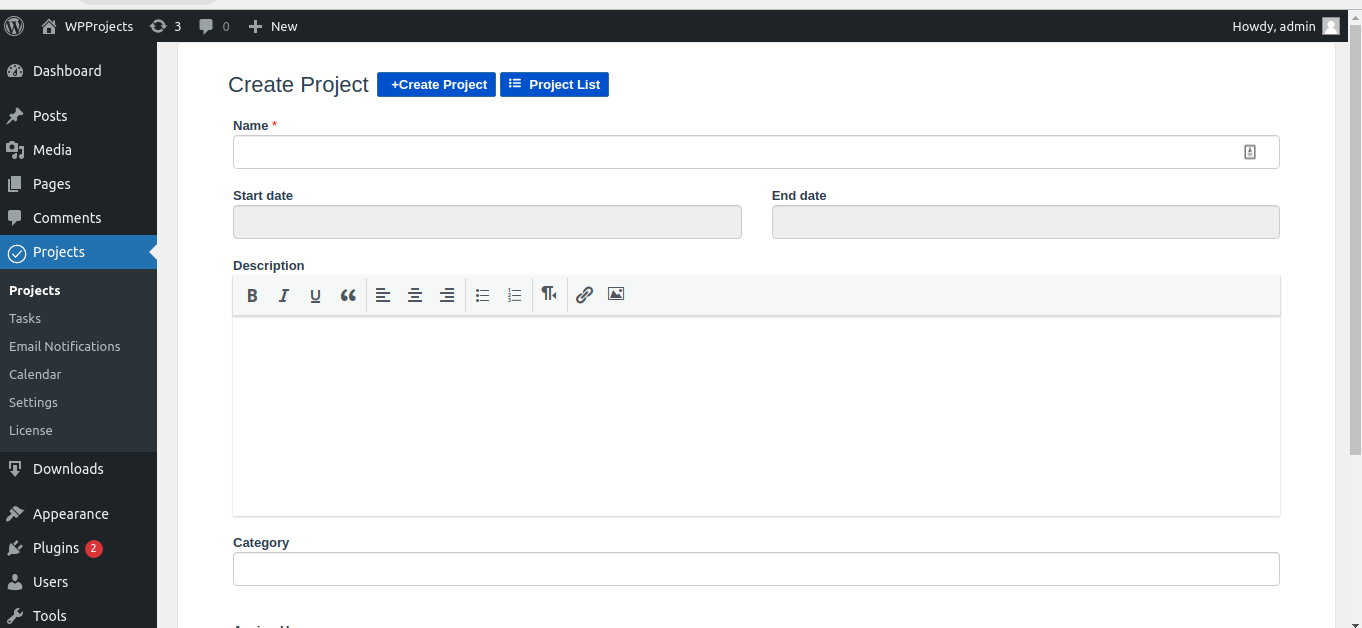 WPProjects 3 0 New Howdy, admin
Dashboard
Posts
Media
Pages
Comments
Projects
Projects
Tasks
Email Notifications
Calendar
Settings
License
Downloads
Appearance
Plugins 2
Users
Tools
Create Project +Create Project Project List
Name *
Start date End date
Description
B I U
Category